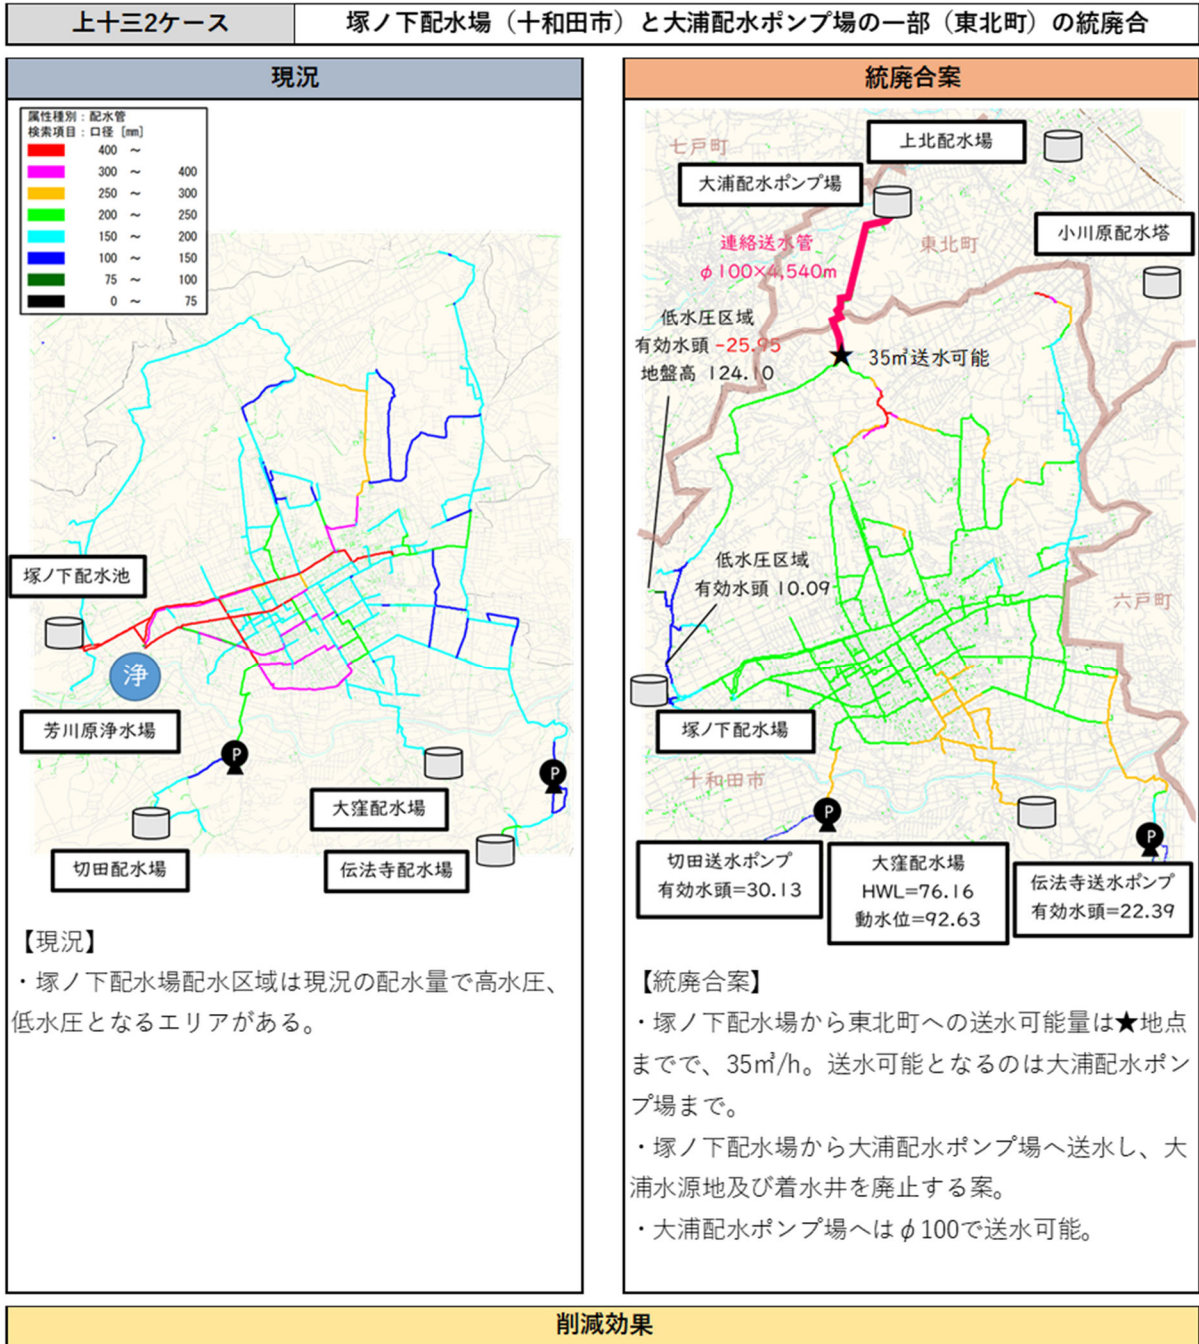 上十三2ケース
塚ノ下配水場（十和田市）と大浦配水ポンプ場の一部（東北町）の統廃合
現況
属性種別：配水管
検索項目：口径 [mm]
400 ～
300 ～ 400
250 ～ 300
200 ～ 250
150 ～ 200
100 ～ 150
75 ～ 100
0 ～ 75
塚ノ下配水池
浄
芳川原浄水場
P
P
大窪配水場
切田配水場
伝法寺配水場
【現況】
・塚ノ下配水場配水区域は現況の配水量で高水圧、
低水圧となるエリアがある。
統廃合案
七戸町
上北配水場
大浦配水ポンプ場
東北町
小川原配水塔
連絡送水管
φ100×4,540m
低水圧区域
有効水頭 -25.95
地盤高 124.10
★ 35㎥送水可能
低水圧区域
有効水頭 10.09
六戸町
塚ノ下配水場
十和田市
P
P
切田送水ポンプ
有効水頭=30.13
大窪配水場
HWL=76.16
動水位=92.63
伝法寺送水ポンプ
有効水頭=22.39
【統廃合案】
・塚ノ下配水場から東北町への送水可能量は★地点
までで、35㎥/h。送水可能となるのは大浦配水ポン
プ場まで。
・塚ノ下配水場から大浦配水ポンプ場へ送水し、大
浦水源地及び着水井を廃止する案。
・大浦配水ポンプ場へはφ100で送水可能。
削減効果